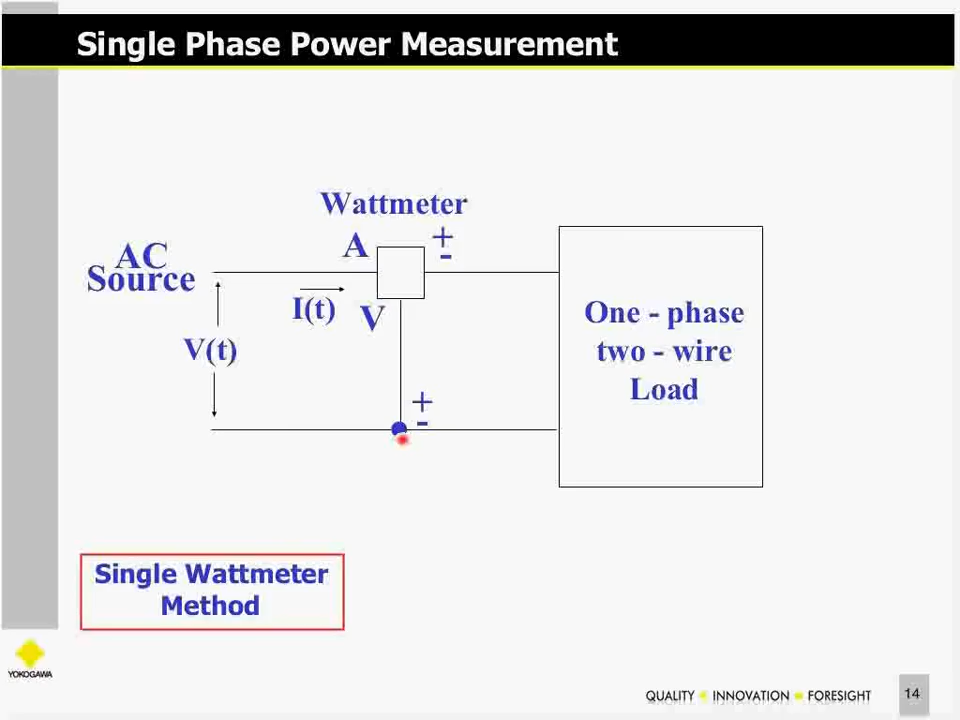 Single Phase Power Measurement
Wattmeter
A
+
-
AC
Source
I(t)
V
One - phase
two - wire
Load
V(t)
+
-
Single Wattmeter
Method
YOKOGAWA
QUALITY INNOVATION FORESIGHT
14